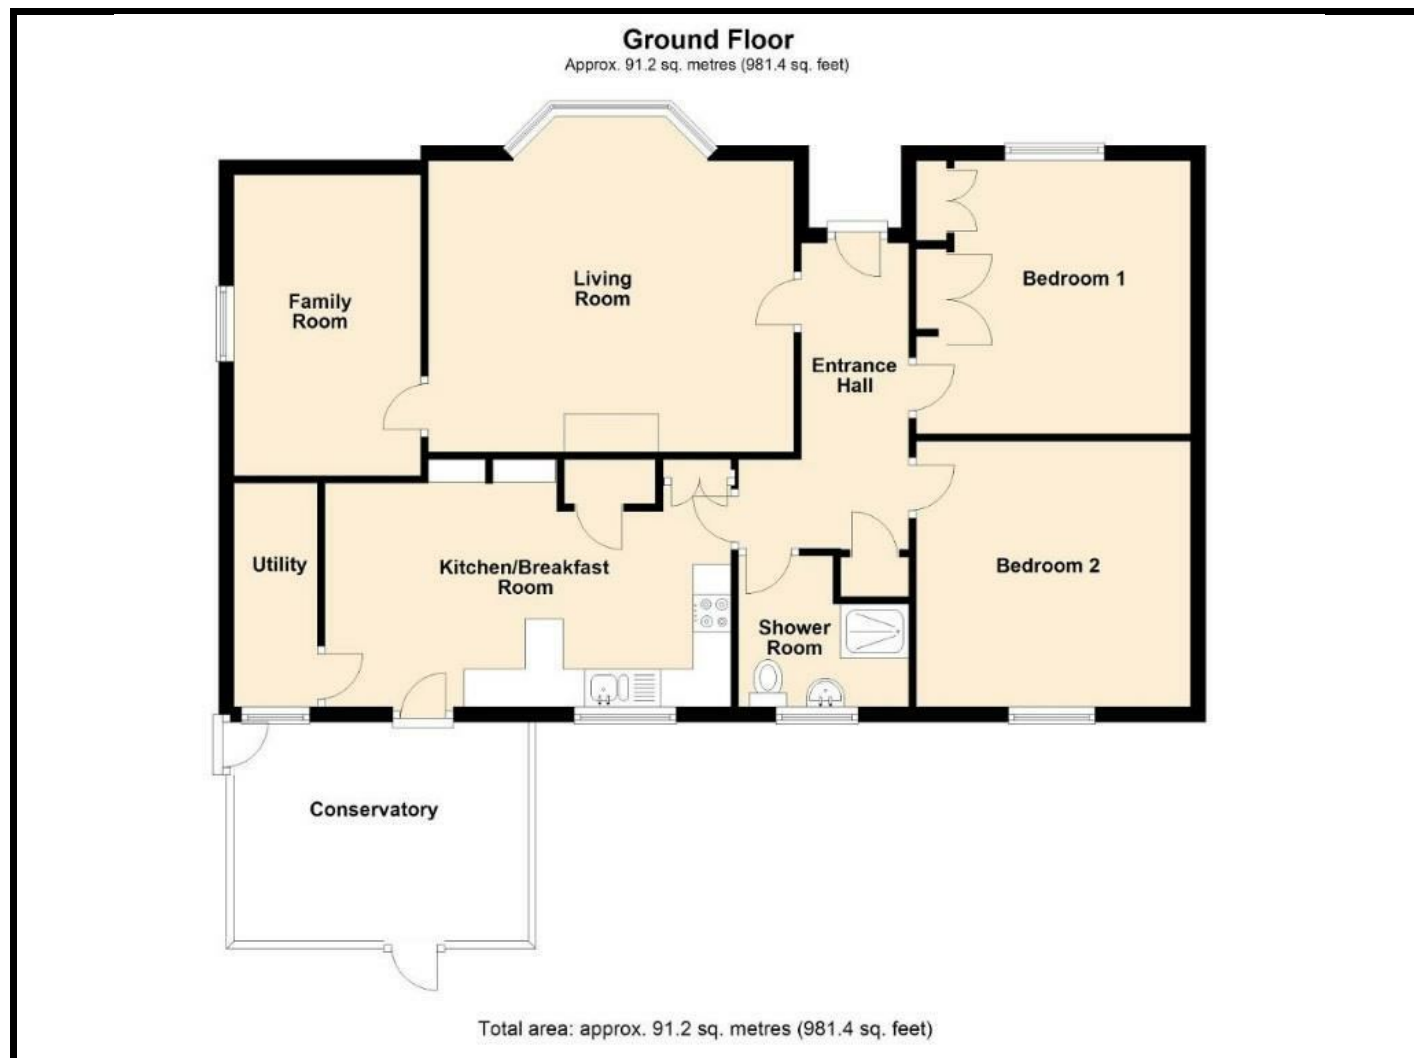 Ground Floor
Approx. 91.2 sq. metres (981.4 sq. feet)
Living
Room
Family
Room
Bedroom 1
Entrance
Hall
Utility
Kitchen/Breakfast
Room
Bedroom 2
Shower
Room
Conservatory
Total area: approx. 91.2 sq. metres (981.4 sq. feet)